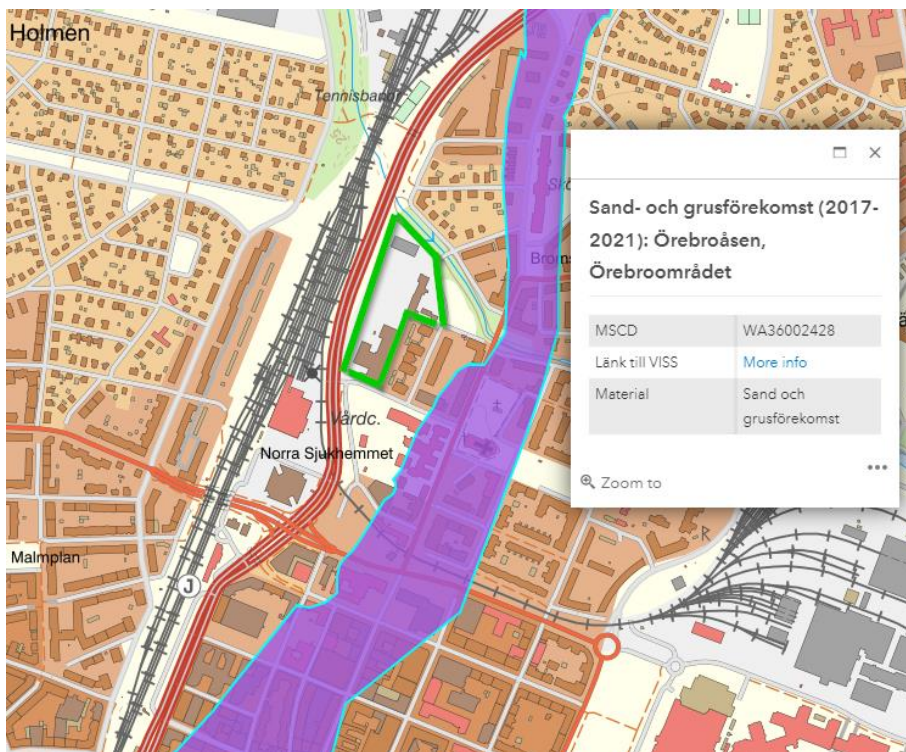 Holmen
Tennisbanor
Sand- och grusförekomst (2017-
2021): Örebroåsen,
Örebroområdet
MSCD WA36002428
Länk till VISS More info
Material Sand och
grusförekomst
Zoom to
Vårdc.
Norra Sjukhemmet
Malmplan
J
R